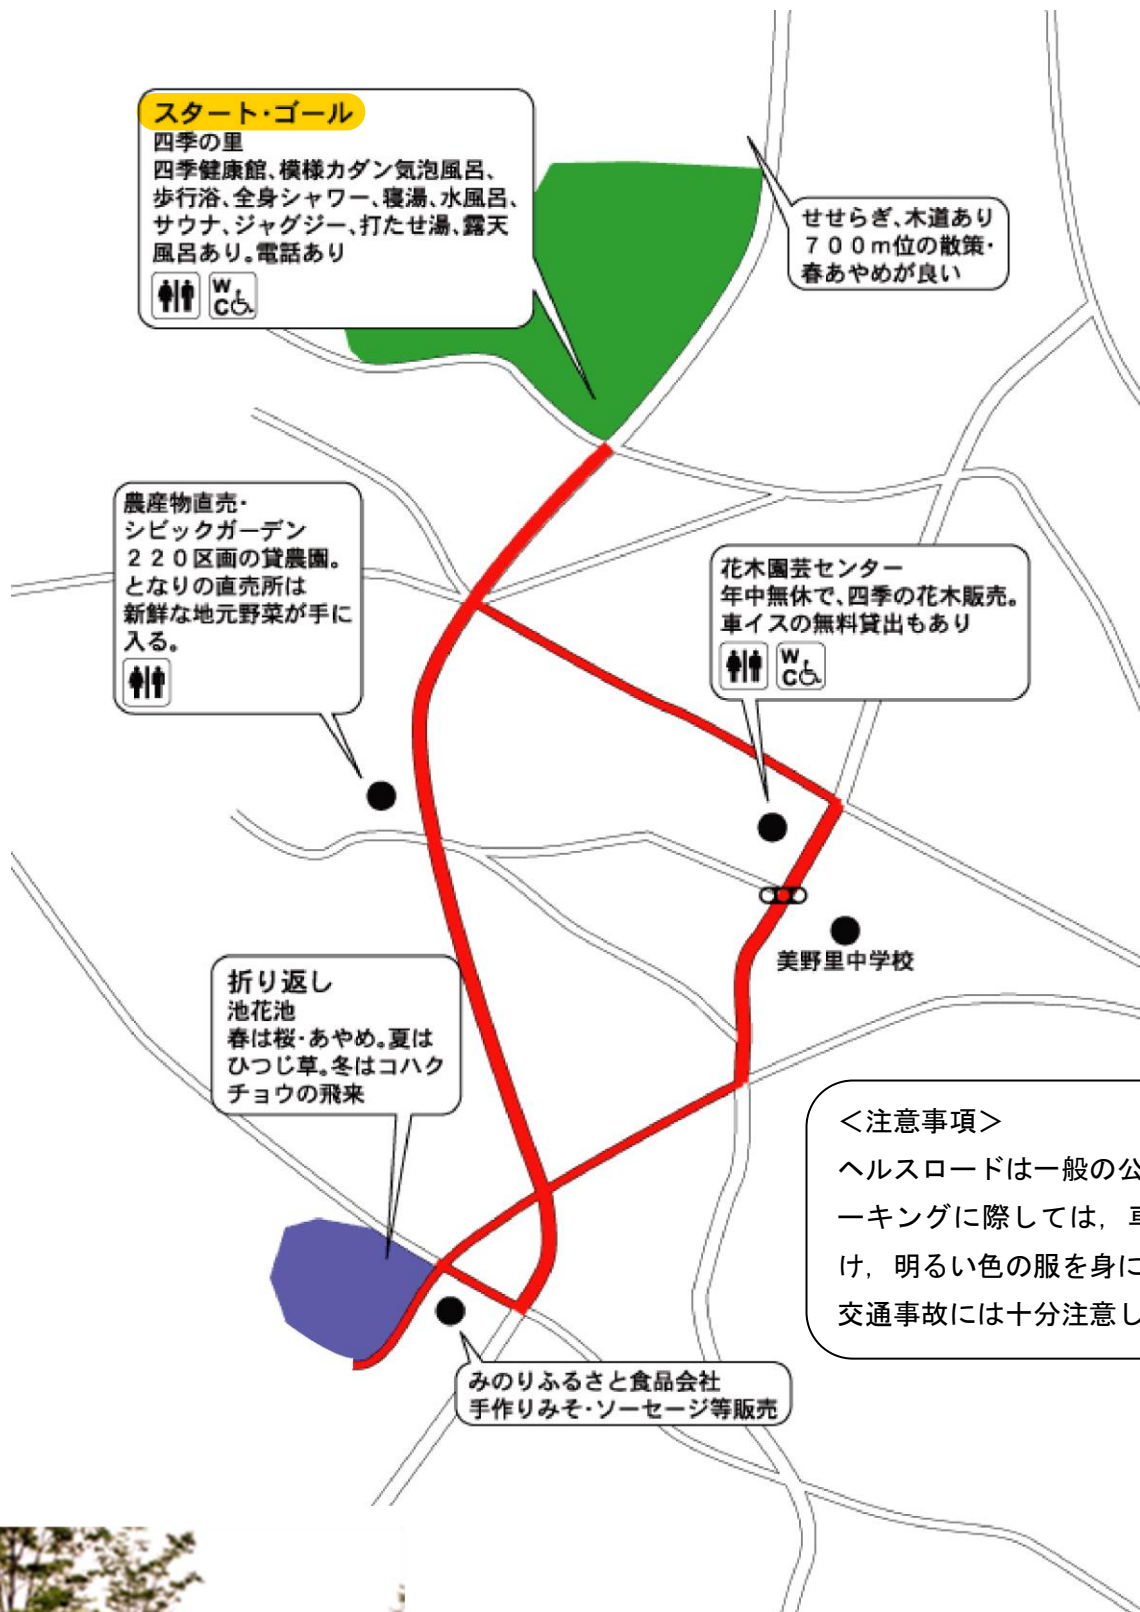 スタート・ゴール
四季の里
四季健康館、模様カダン気泡風呂、
歩行浴、全身シャワー、寝湯、水風呂、
サウナ、ジャグジー、打たせ湯、露天
風呂あり。電話あり
WC
せせらぎ、木道あり
７００ｍ位の散策・
春あやめが良い
農産物直売・
シビックガーデン
２２０区画の貸農園。
となりの直売所は
新鮮な地元野菜が手に
入る。
花木園芸センター
年中無休で、四季の花木販売。
車イスの無料貸出もあり
WC
美野里中学校
折り返し
池花池
春は桜・あやめ。夏は
ひつじ草。冬はコハク
チョウの飛来
＜注意事項＞
ヘルスロードは一般の公
ーキングに際しては，
け，明るい色の服を身に
交通事故には十分注意し
みのりふるさと食品会社
手作りみそ・ソーセージ等販売